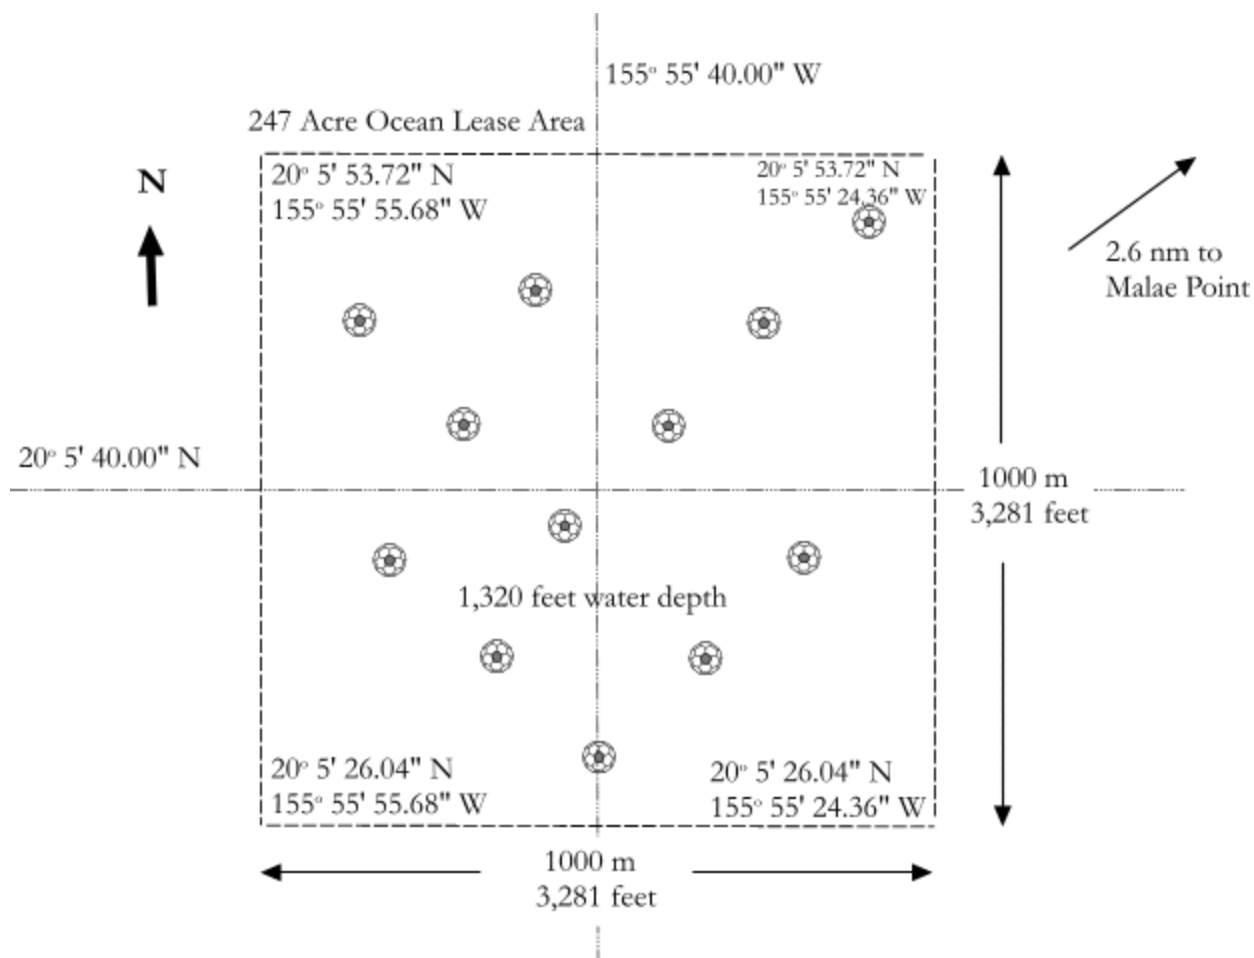 155° 55' 40.00" W
247 Acre Ocean Lease Area
20° 5' 53.72" N
155° 55' 55.68" W
20° 5' 53.72" N
155° 55' 24.36" W
N
2.6 nm to
Malae Point
20° 5' 40.00" N
1000 m
3,281 feet
1,320 feet water depth
20° 5' 26.04" N
155° 55' 55.68" W
20° 5' 26.04" N
155° 55' 24.36" W
1000 m
3,281 feet